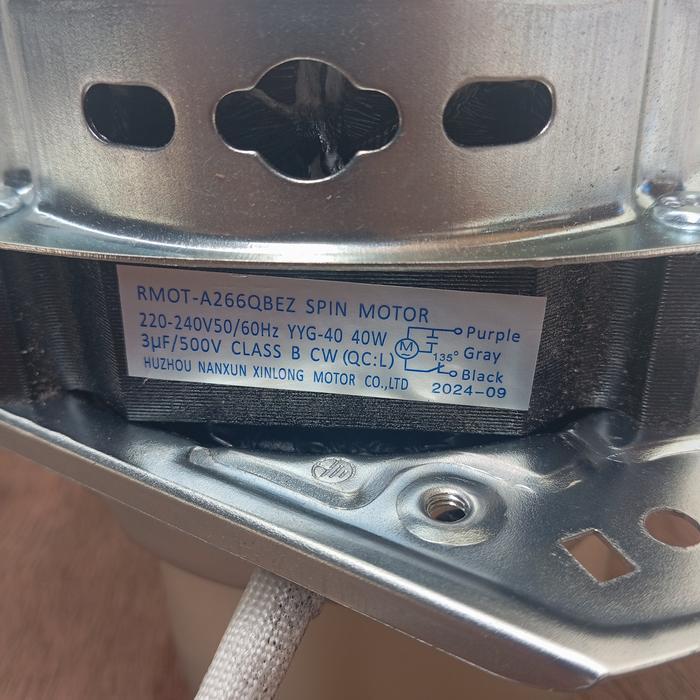 RMOT-A266QBEZ SPIN MOTOR
220-240V50/60Hz YYG-40 40W
3µF/500V CLASS B CW (QC:L)
HUZHOU NANXUN XINLONG MOTOR CO.,LTD
Purple
M
135° Gray
Black
2024-09